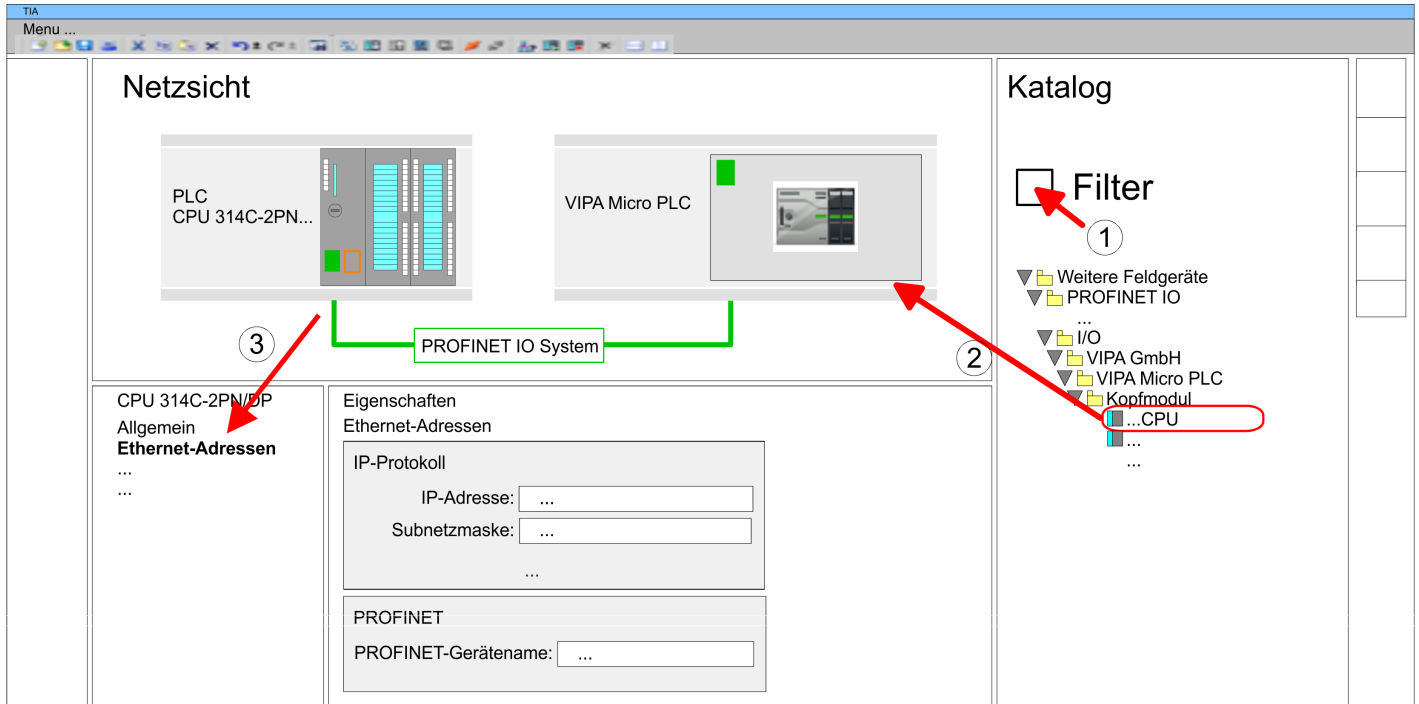 TIA
Menu ...
Netzsicht
PLC
CPU 314C-2PN...
VIPA Micro PLC
PROFINET IO System
3
2
Katalog
Filter
1
Weitere Feldgeräte
PROFINET IO
...
I/O
VIPA GmbH
VIPA Micro PLC
Kopfmodul
...CPU
...
...
CPU 314C-2PN/DP
Allgemein
Ethernet-Adressen
...
...
Eigenschaften
Ethernet-Adressen
IP-Protokoll
IP-Adresse: ...
Subnetzmaske: ...
...
PROFINET
PROFINET-Gerätename: ...